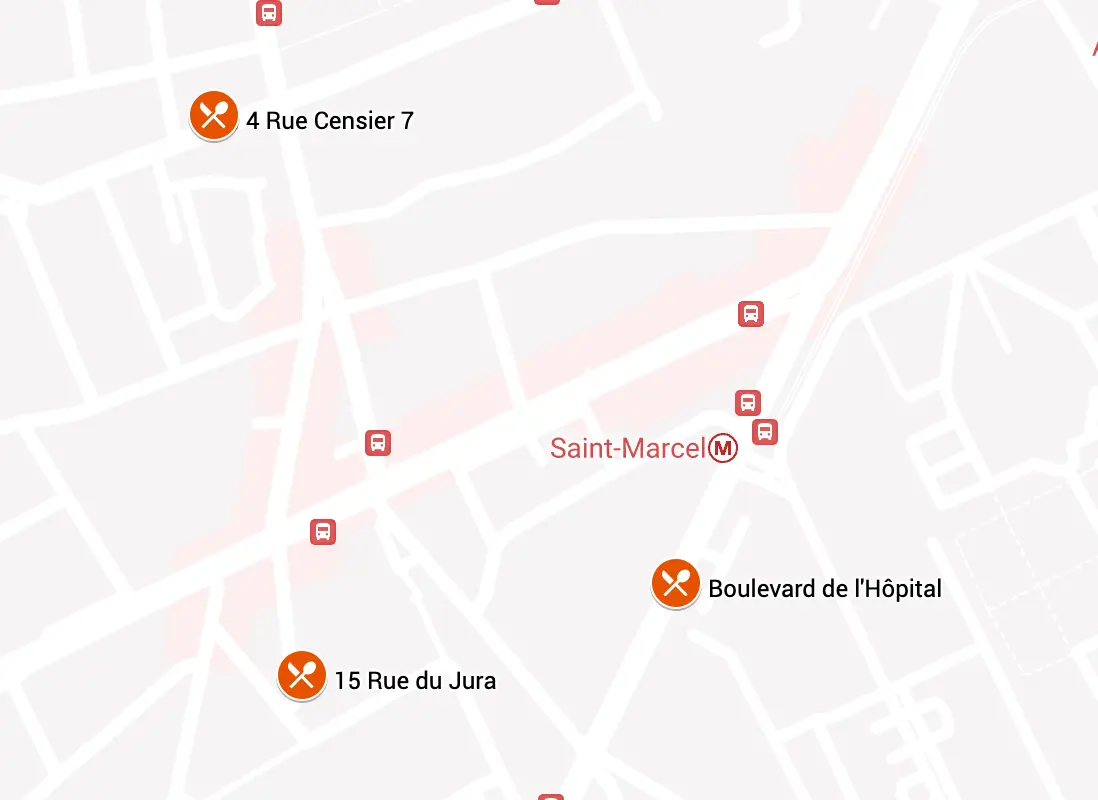 4 Rue Censier 7
Saint-Marcel
M
Boulevard de l'Hôpital
15 Rue du Jura